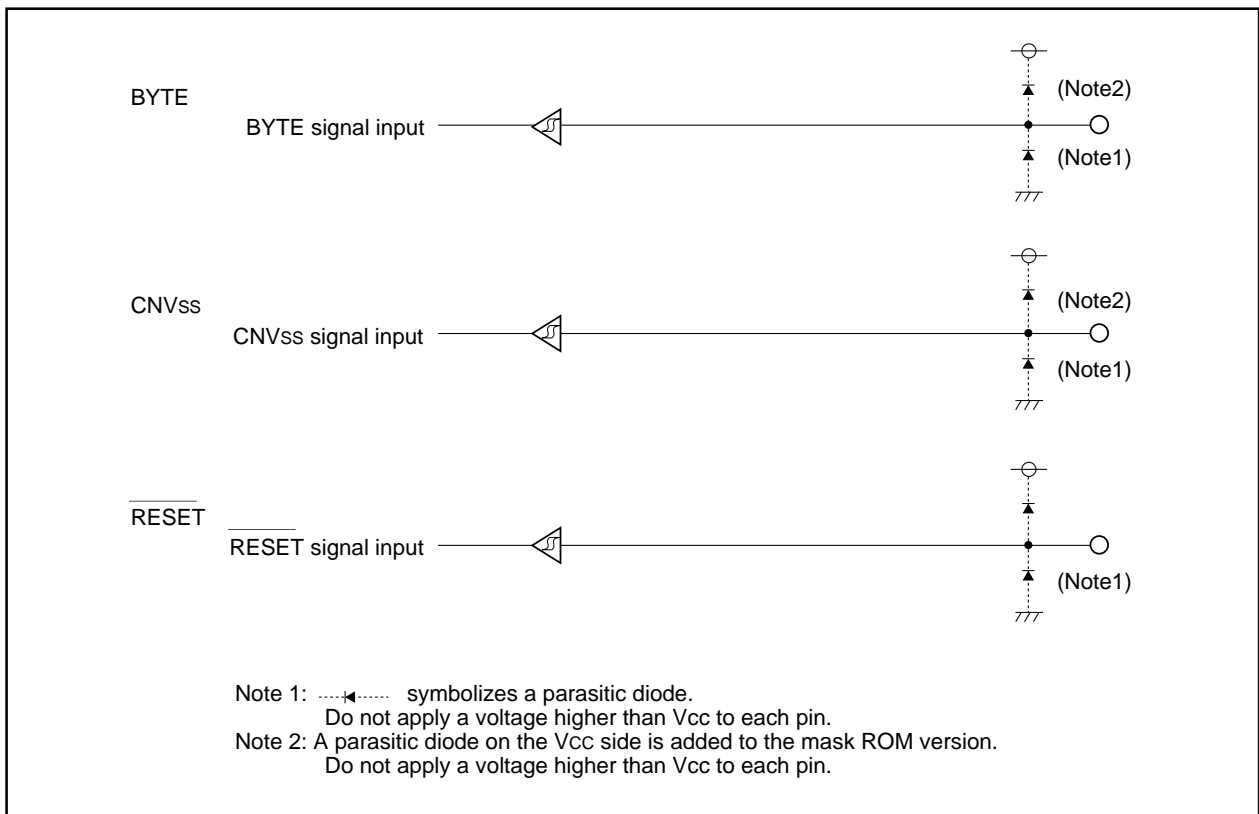 BYTE
BYTE signal input
(Note2)
(Note1)
CNVSS
CNVSS signal input
(Note2)
(Note1)
RESET
RESET signal input
(Note1)
Note 1: symbolizes a parasitic diode.
Do not apply a voltage higher than Vcc to each pin.
Note 2: A parasitic diode on the VCC side is added to the mask ROM version.
Do not apply a voltage higher than Vcc to each pin.